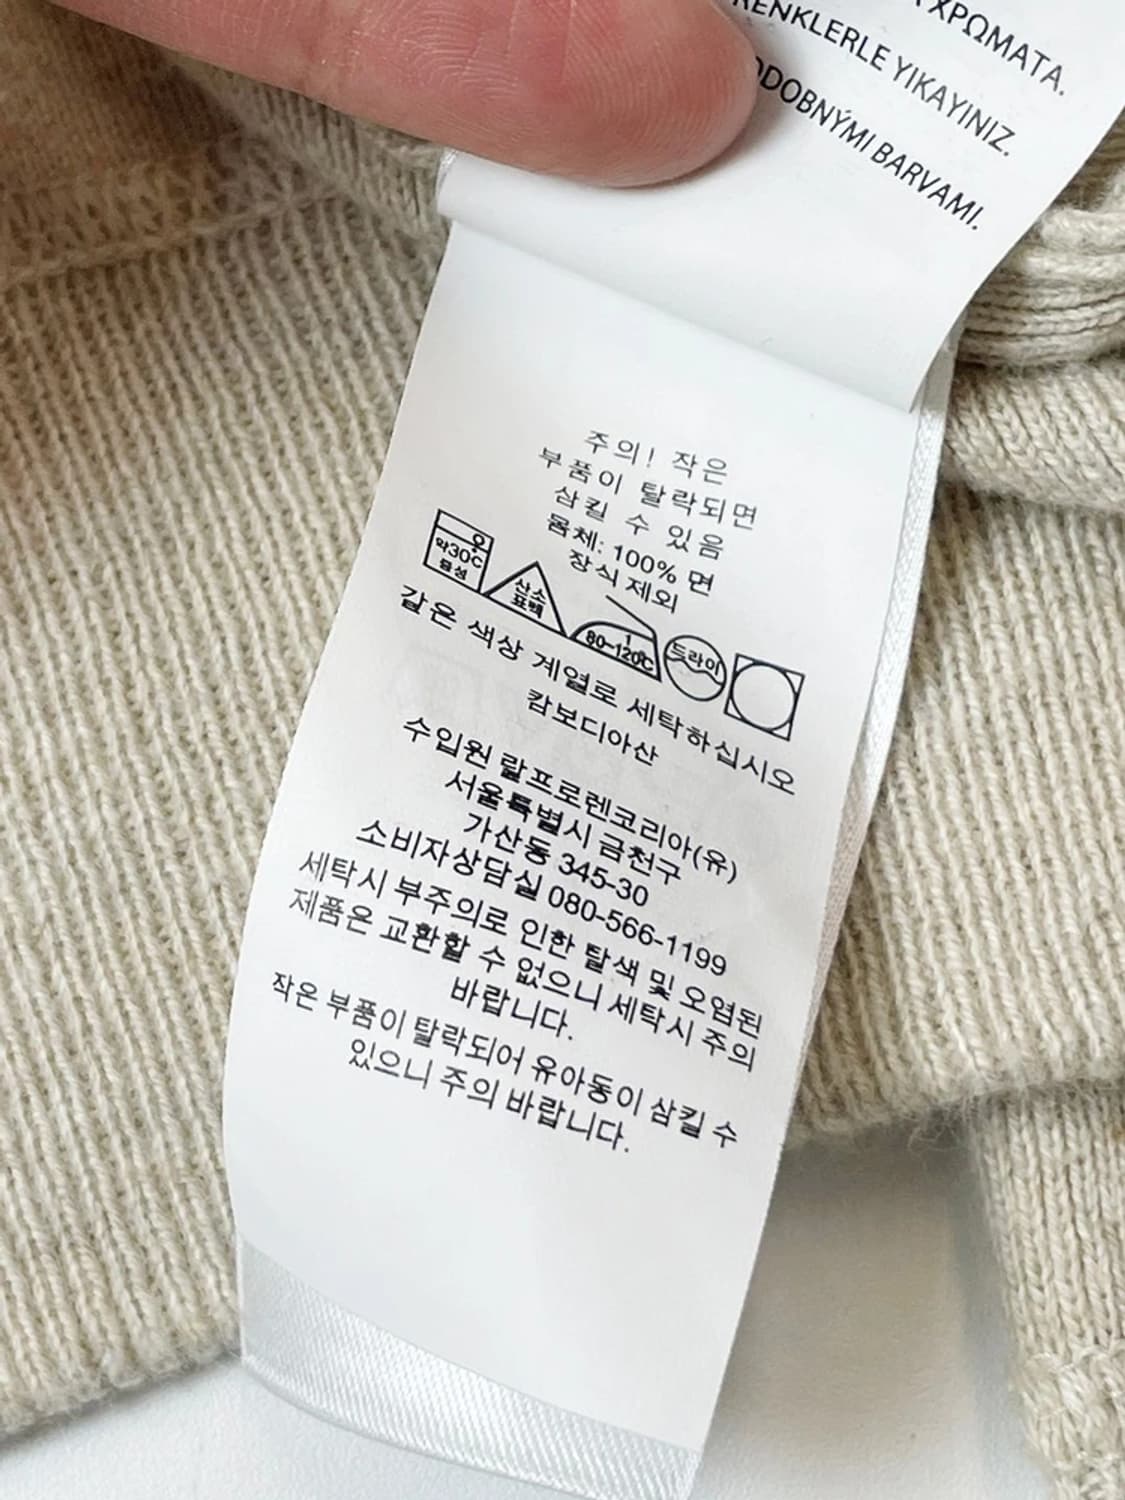 ΧΡΩΜΑΤΑ.
RENKLERLE YIKAYINIZ.
ODOBNÝMI BARVAMI.
주의! 작은
부품이 탈락되면
삼킬 수 있음
몸체: 100% 면
장식 제외
약30℃
중성
산소
표백
80~120℃
드라이
같은 색상 계열로 세탁하십시오
캄보디아산
수입원 랄프로렌코리아(유)
서울특별시 금천구
가산동 345-30
소비자상담실 080-566-1199
세탁시 부주의로 인한 탈색 및 오염된
제품은 교환할 수 없으니 세탁시 주의
바랍니다.
작은 부품이 탈락되어 유아동이 삼킬 수
있으니 주의 바랍니다.